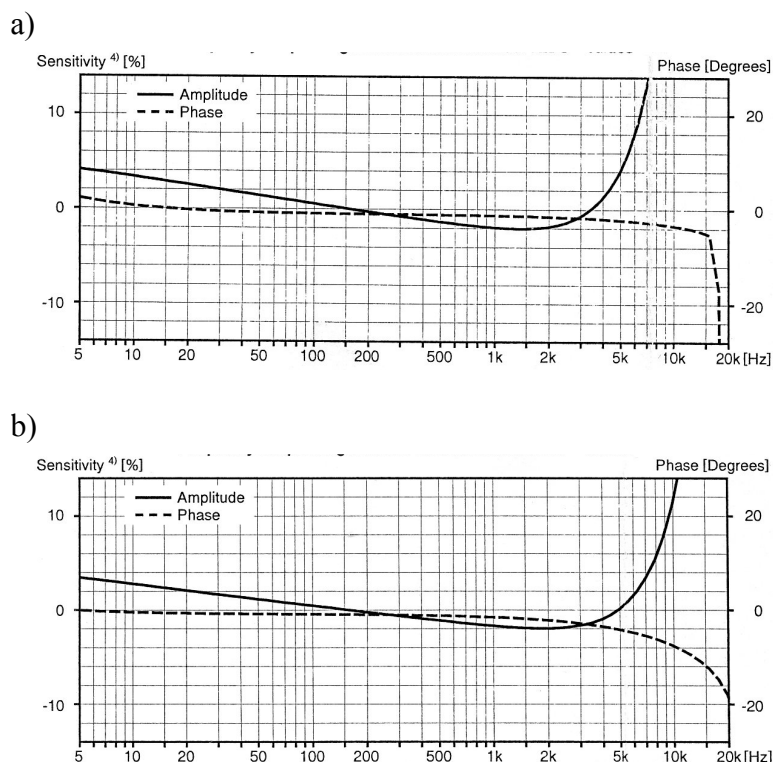 a)
Sensitivity 4) [%]
Phase [Degrees]
Amplitude
Phase
10
0
-10
20
0
-20
5 10 20 50 100 200 500 1k 2k 5k 10k 20k [Hz]
b)
Sensitivity 4) [%]
Phase [Degrees]
Amplitude
Phase
10
0
-10
20
0
-20
5 10 20 50 100 200 500 1k 2k 5k 10k 20k [Hz]